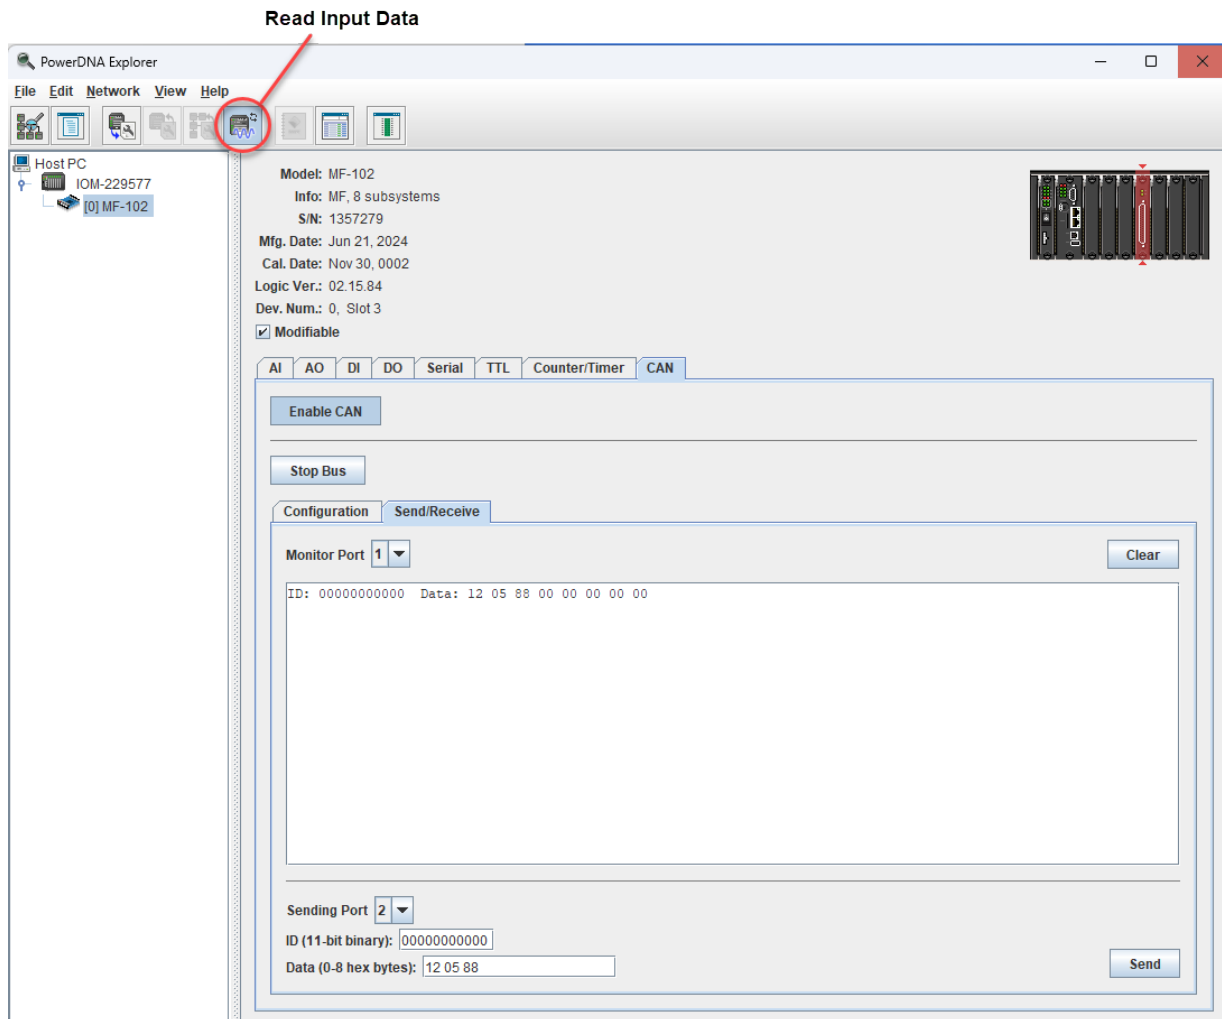 Read Input Data
PowerDNA Explorer
File Edit Network View Help
Host PC
IOM-229577
[0] MF-102
Model: MF-102
Info: MF, 8 subsystems
S/N: 1357279
Mfg. Date: Jun 21, 2024
Cal. Date: Nov 30, 0002
Logic Ver.: 02.15.84
Dev. Num.: 0, Slot 3
Modifiable
AI AO DI DO Serial TTL Counter/Timer CAN
Enable CAN
Stop Bus
Configuration Send/Receive
Monitor Port 1 Clear
ID: 00000000000 Data: 12 05 88 00 00 00 00 00
Sending Port 2
ID (11-bit binary): 00000000000
Data (0-8 hex bytes): 12 05 88
Send